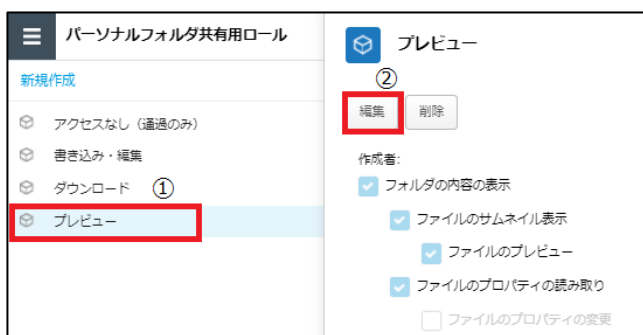 パーソナルフォルダ共有用ロール
新規作成
アクセスなし（通過のみ）
書き込み・編集
ダウンロード ①
プレビュー
プレビュー
②
編集 削除
作成者:
フォルダの内容の表示
ファイルのサムネイル表示
ファイルのプレビュー
ファイルのプロパティの読み取り
ファイルのプロパティの変更